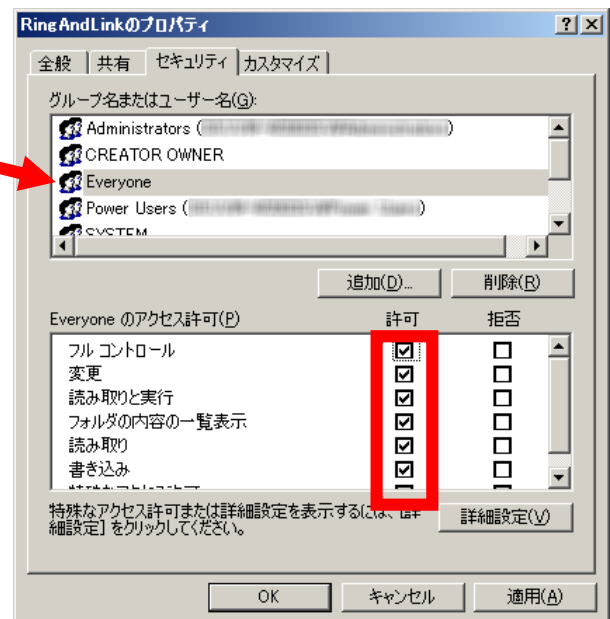 RingAndLinkのプロパティ
全般 共有 セキュリティ カスタマイズ
グループ名またはユーザー名(G):
Administrators ( )
CREATOR OWNER
Everyone
Power Users ( )
SYSTEM
追加(D)... 削除(R)
Everyone のアクセス許可(P) 許可 拒否
フル コントロール
変更
読み取りと実行
フォルダの内容の一覧表示
読み取り
書き込み
特殊なアクセス許可または詳細設定を表示するには、[詳
細設定] をクリックしてください。
詳細設定(V)
OK キャンセル 適用(A)